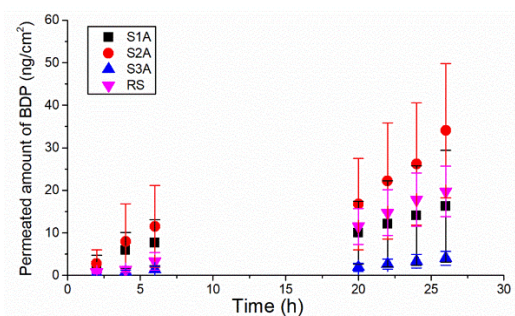 60
50
40
30
20
10
0
Permeated amount of BDP (ng/cm²)
S1A
S2A
S3A
RS
0 5 10 15 20 25 30
Time (h)